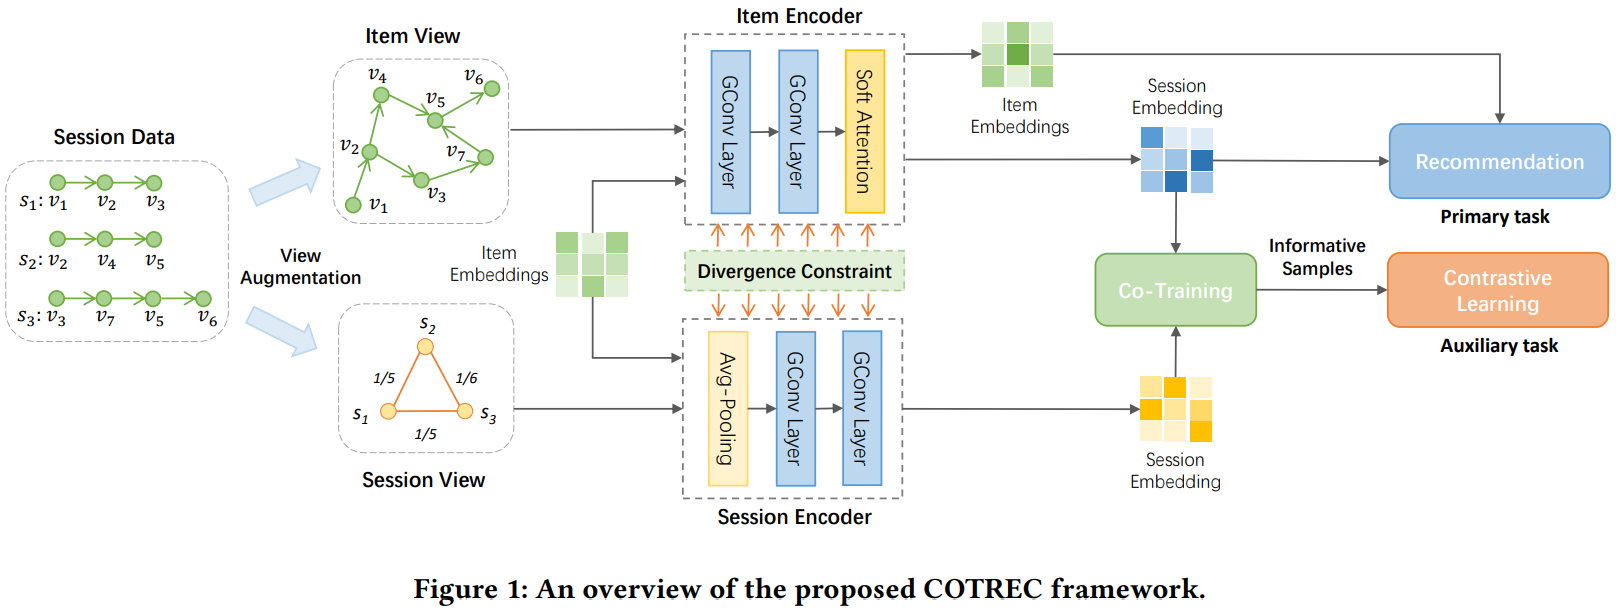 Session Data
s1: v1 v2 v3
s2: v2 v4 v5
s3: v3 v7 v5 v6
View
Augmentation
Item View
v4
v6
v5
v2
v7
v3
v1
s2
1/5
1/6
s1
s3
1/5
Session View
Item
Embeddings
Item Encoder
GConv Layer
GConv Layer
Soft Attention
Divergence Constraint
Avg-Pooling
GConv Layer
GConv Layer
Session Encoder
Item
Embeddings
Session
Embedding
Recommendation
Primary task
Co-Training
Informative
Samples
Contrastive
Learning
Auxiliary task
Session
Embedding
Figure 1: An overview of the proposed COTREC framework.